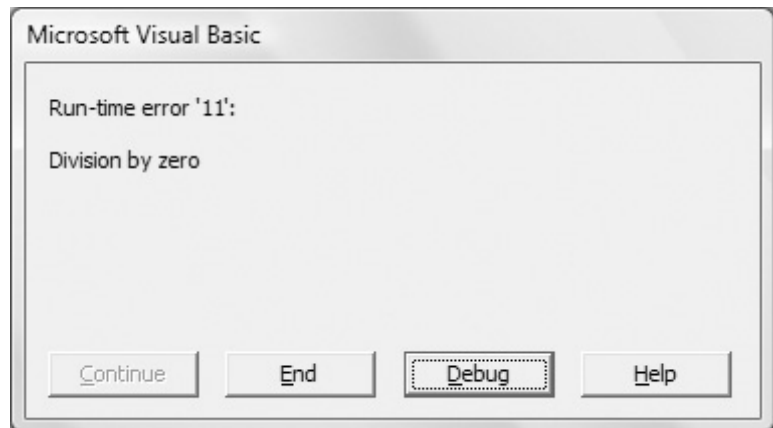 Microsoft Visual Basic
Run-time error '11':
Division by zero
Continue End Debug Help